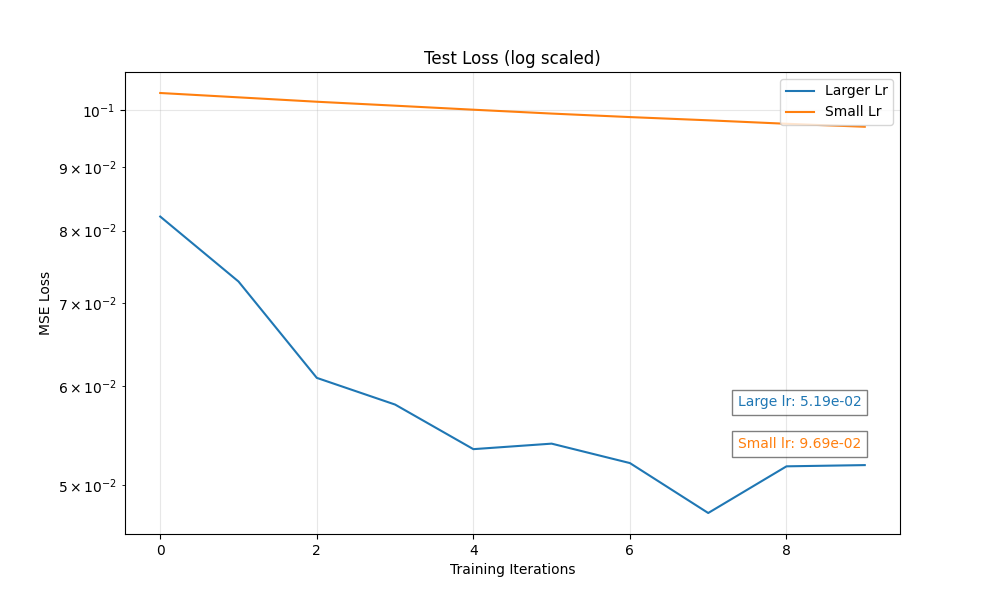 Test Loss (log scaled)
Larger Lr
Small Lr
10⁻¹
9 × 10⁻²
8 × 10⁻²
7 × 10⁻²
6 × 10⁻²
5 × 10⁻²
MSE Loss
Large lr: 5.19e-02
Small lr: 9.69e-02
0 2 4 6 8
Training Iterations